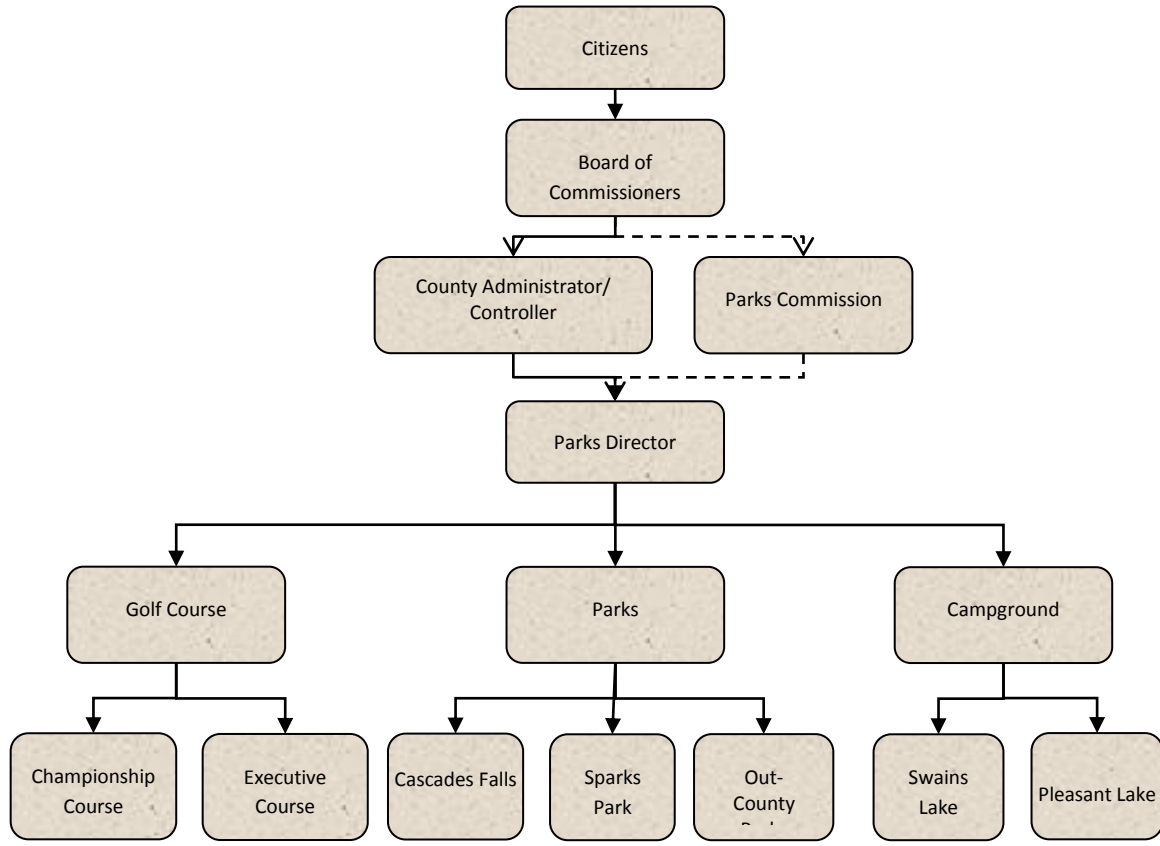 Citizens
Board of
Commissioners
County Administrator/
Controller
Parks Commission
Parks Director
Golf Course
Parks
Campground
Championship
Course
Executive
Course
Cascades Falls
Sparks
Park
Out-
County
Swains
Lake
Pleasant Lake